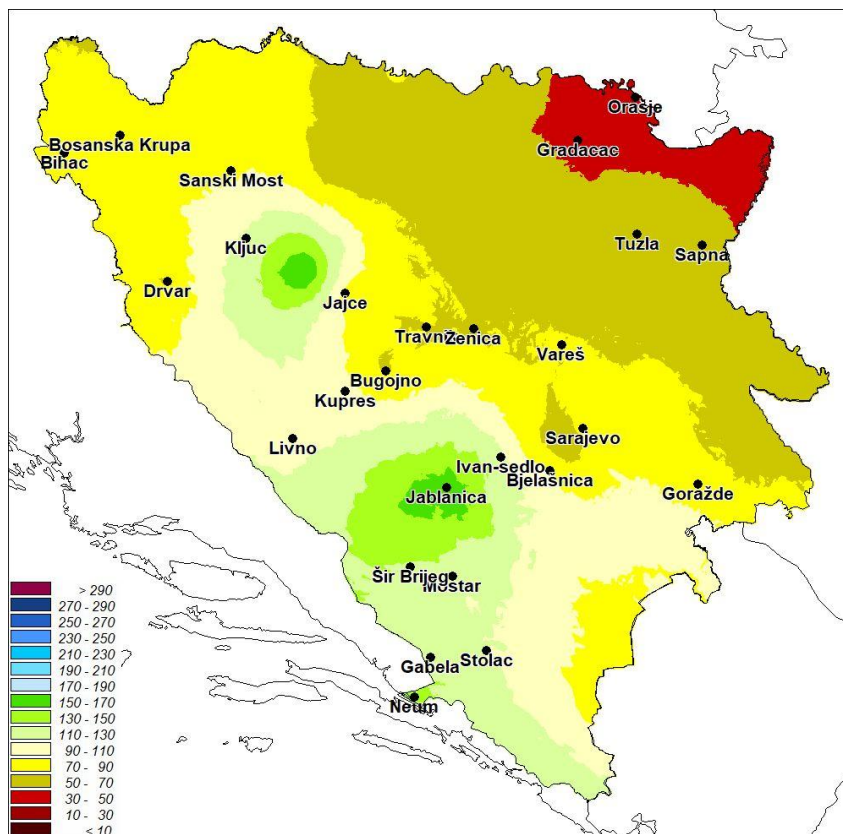 Orašje
Gradacac
Bosanska Krupa
Bihac
Sanski Most
Tuzla
Sapna
Kljuc
Drvar
Jajce
Zenica
Vareš
Bugojno
Kupres
Sarajevo
Livno
Ivan-sedlo
Bjelašnica
Jablanica
Goražde
Šir Brijeg
Mostar
Stolac
Gabela
Neum
> 290
270 - 290
250 - 270
230 - 250
210 - 230
190 - 210
170 - 190
150 - 170
130 - 150
110 - 130
90 - 110
70 - 90
50 - 70
30 - 50
10 - 30
< 10